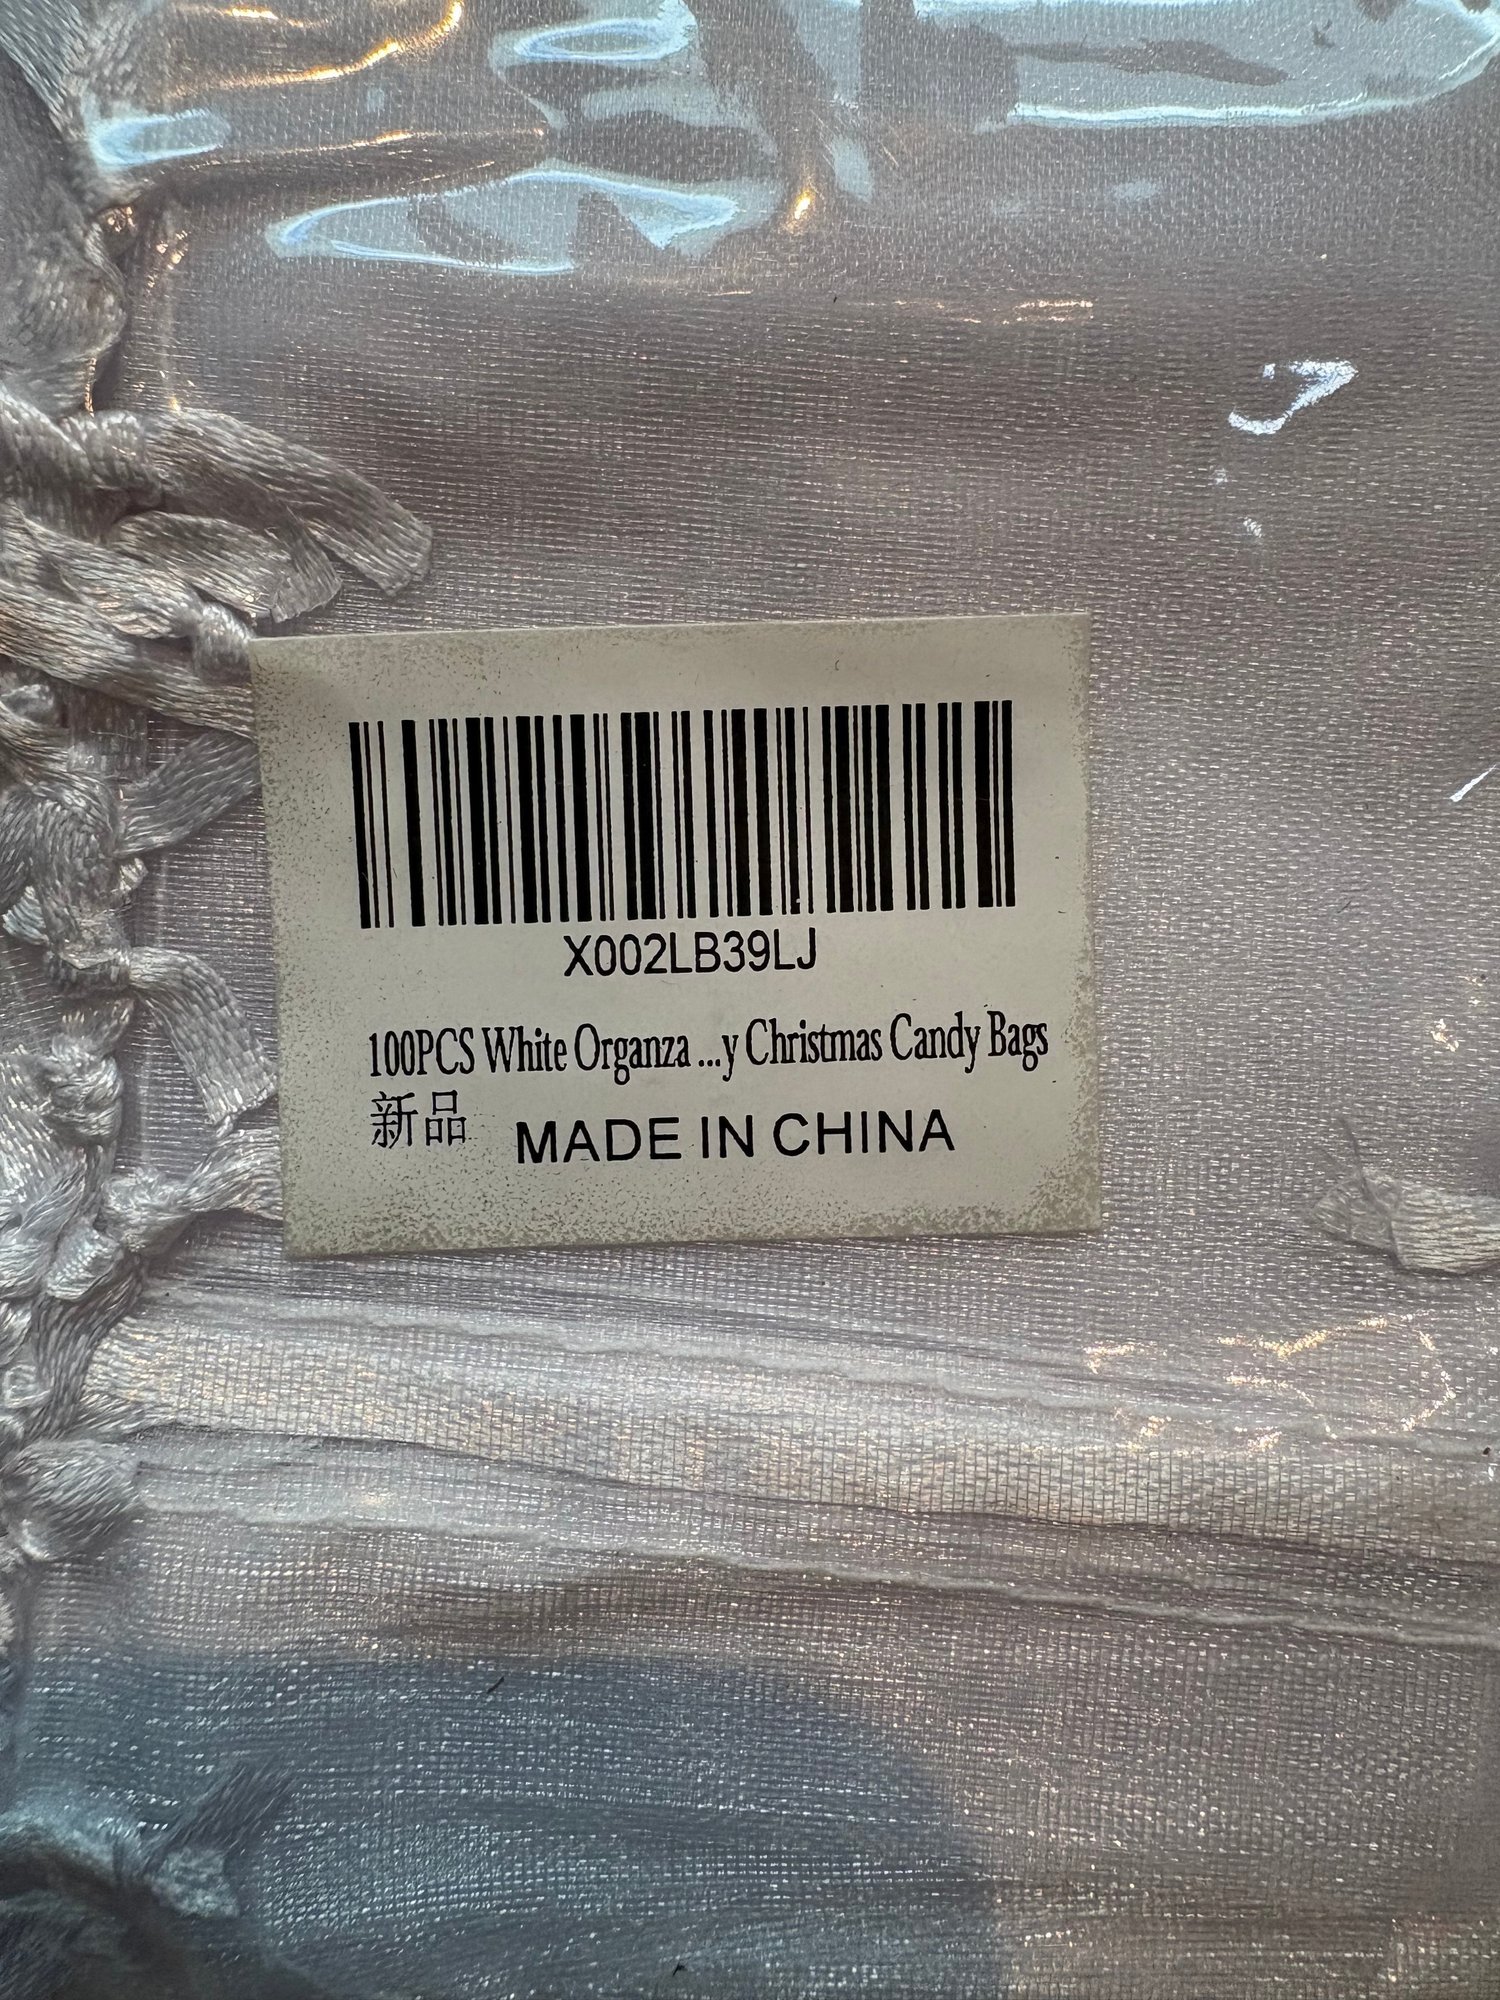 X002LB39LJ
100PCS White Organza ...y Christmas Candy Bags
新品 MADE IN CHINA